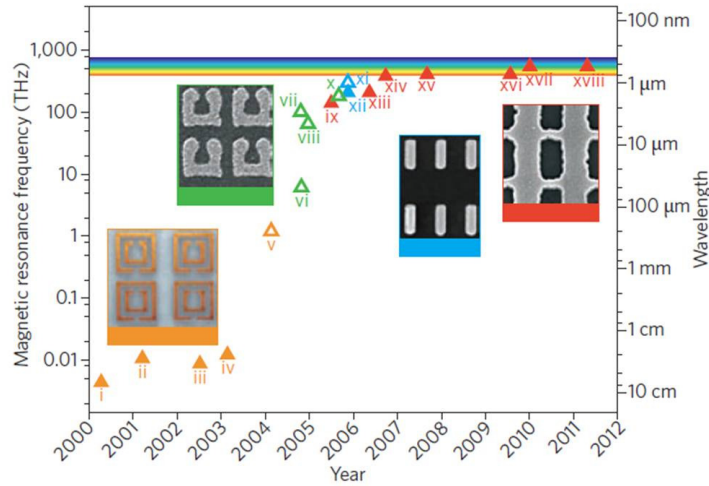 Magnetic resonance frequency (THz)
1,000
100
10
1
0.1
0.01
100 nm
1 μm
10 μm
100 μm
1 mm
1 cm
10 cm
Wavelength
i
ii
iii
iv
v
vi
vii
viii
ix
x
xi
xii
xiii
xiv
xv
xvi
xvii
xviii
2000 2001 2002 2003 2004 2005 2006 2007 2008 2009 2010 2011 2012
Year